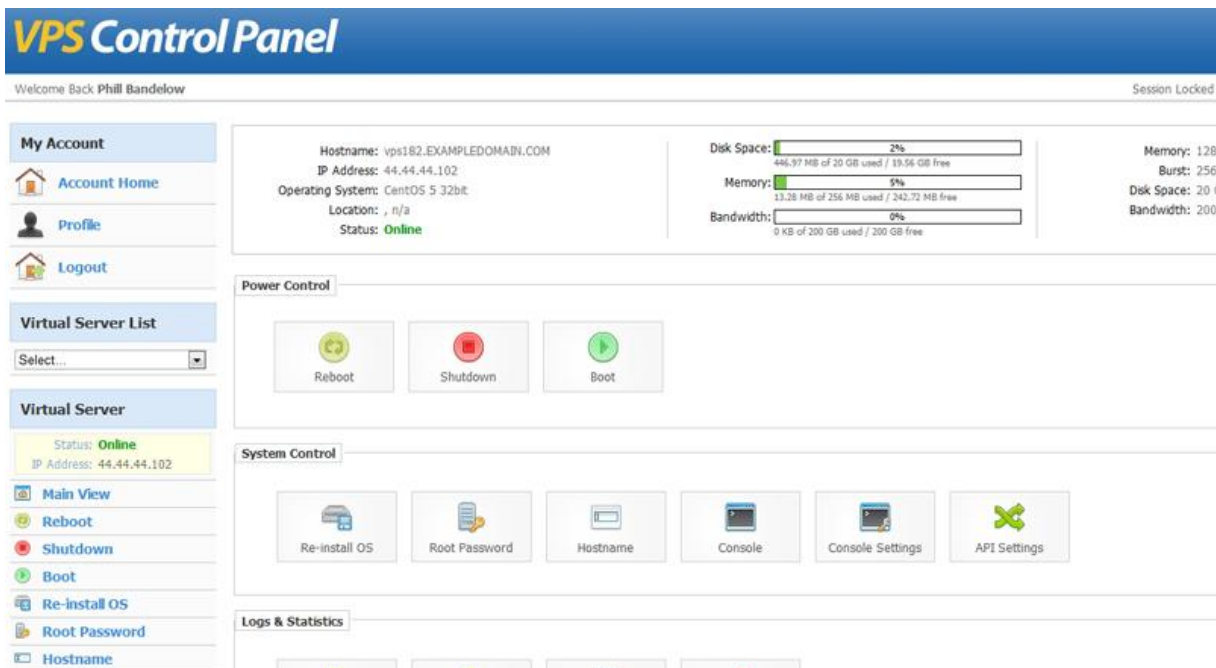 VPS Control Panel
Welcome Back Phill Bandelow
Session Locked
My Account
Account Home
Profile
Logout
Virtual Server List
Select...
Virtual Server
Status: Online
IP Address: 44.44.44.102
Main View
Reboot
Shutdown
Boot
Re-install OS
Root Password
Hostname
Hostname: vps182.EXAMPLEDOMAIN.COM
IP Address: 44.44.44.102
Operating System: CentOS 5 32bit
Location: , n/a
Status: Online
Disk Space: 2%
446.97 MB of 20 GB used / 19.56 GB free
Memory: 5%
13.28 MB of 256 MB used / 242.72 MB free
Bandwidth: 0%
0 KB of 200 GB used / 200 GB free
Memory: 128
Burst: 256
Disk Space: 20
Bandwidth: 200
Power Control
Reboot
Shutdown
Boot
System Control
Re-install OS
Root Password
Hostname
Console
Console Settings
API Settings
Logs & Statistics